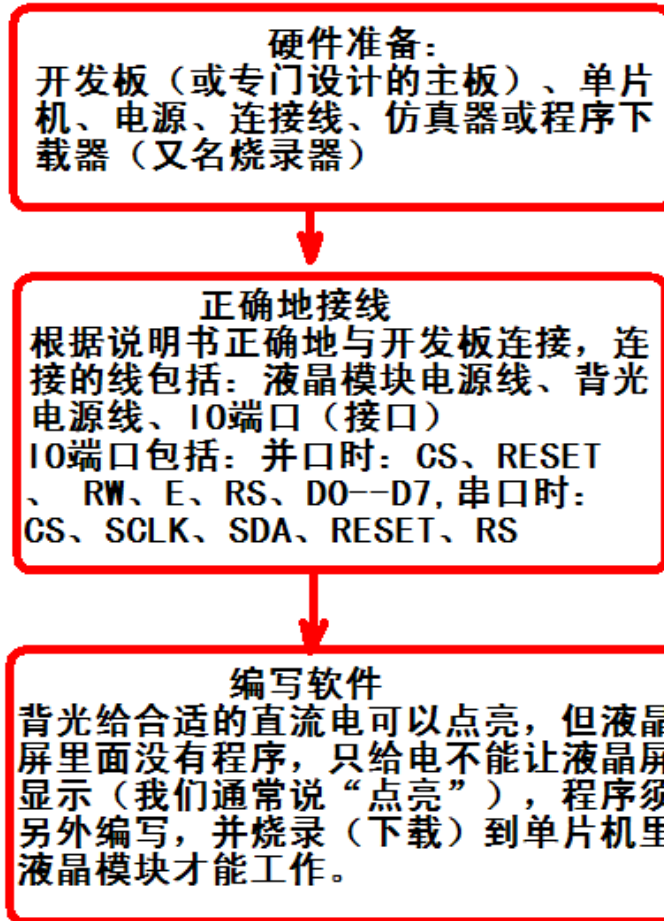 硬件准备：
开发板（或专门设计的主板）、单片
机、电源、连接线、仿真器或程序下
载器（又名烧录器）
正确地接线
根据说明书正确地与开发板连接，连
接的线包括：液晶模块电源线、背光
电源线、IO端口（接口）
IO端口包括：并口时：CS、RESET
、 RW、E、RS、D0--D7,串口时：
CS、SCLK、SDA、RESET、RS
编写软件
背光给合适的直流电可以点亮，但液晶
屏里面没有程序，只给电不能让液晶屏
显示（我们通常说“点亮”），程序须
另外编写，并烧录（下载）到单片机里
液晶模块才能工作。